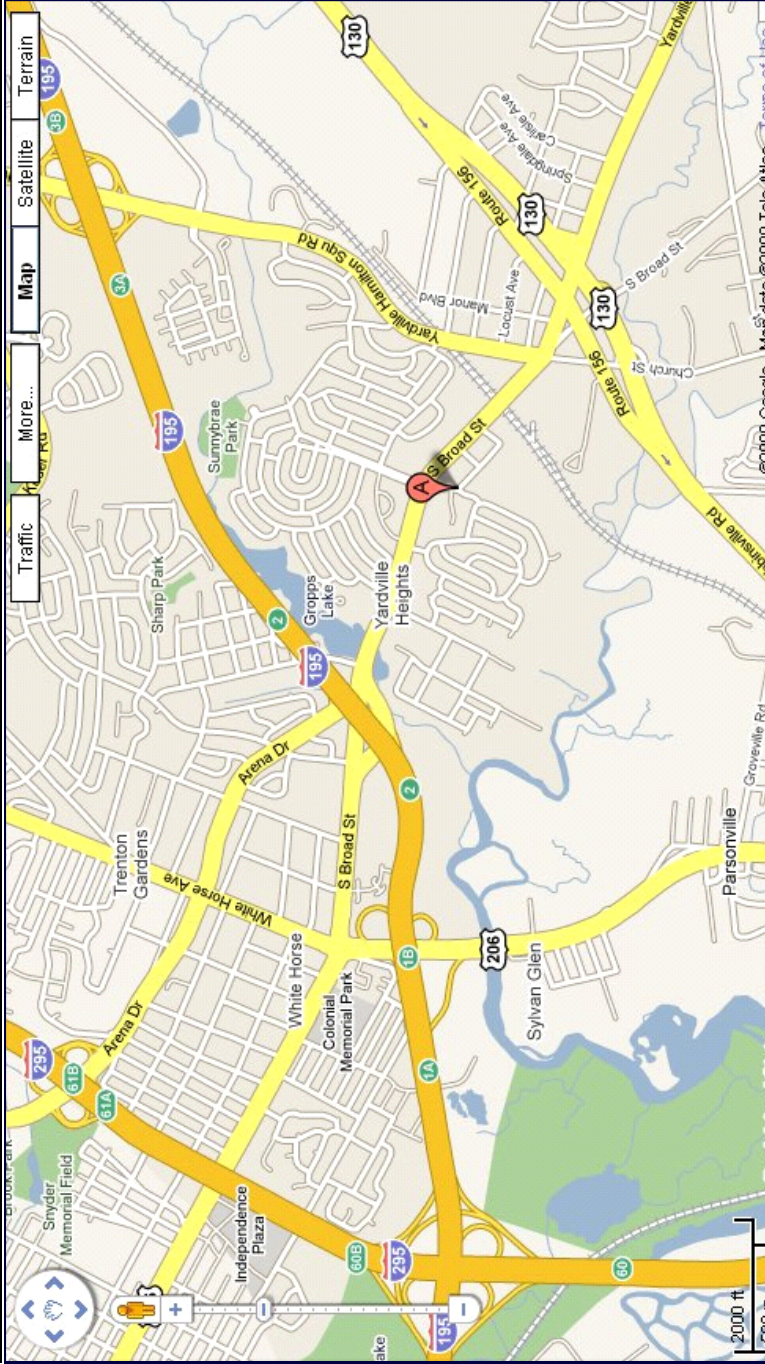 Traffic
More...
Map
Satellite
Terrain
295
61B
61A
Arena Dr
Snyder
Memorial Field
Trenton
Gardens
White Horse Ave
Arena Dr
Sharp Park
Sunnybrae
Park
195
3A
3B
195
130
Independence
Plaza
White Horse
Colonial
Memorial Park
S Broad St
195
2
Gropps
Lake
Yardville
Heights
A
S Broad St
Yardville Hamilton Squ Rd
Manor Blvd
Locust Ave
Route 156
130
Springdale Ave
Carlisle Ave
60B
295
195
1A
1B
2
206
Sylvan Glen
Church St
Route 156
130
S Broad St
60
Parsonville
Groveville Rd
2000 ft